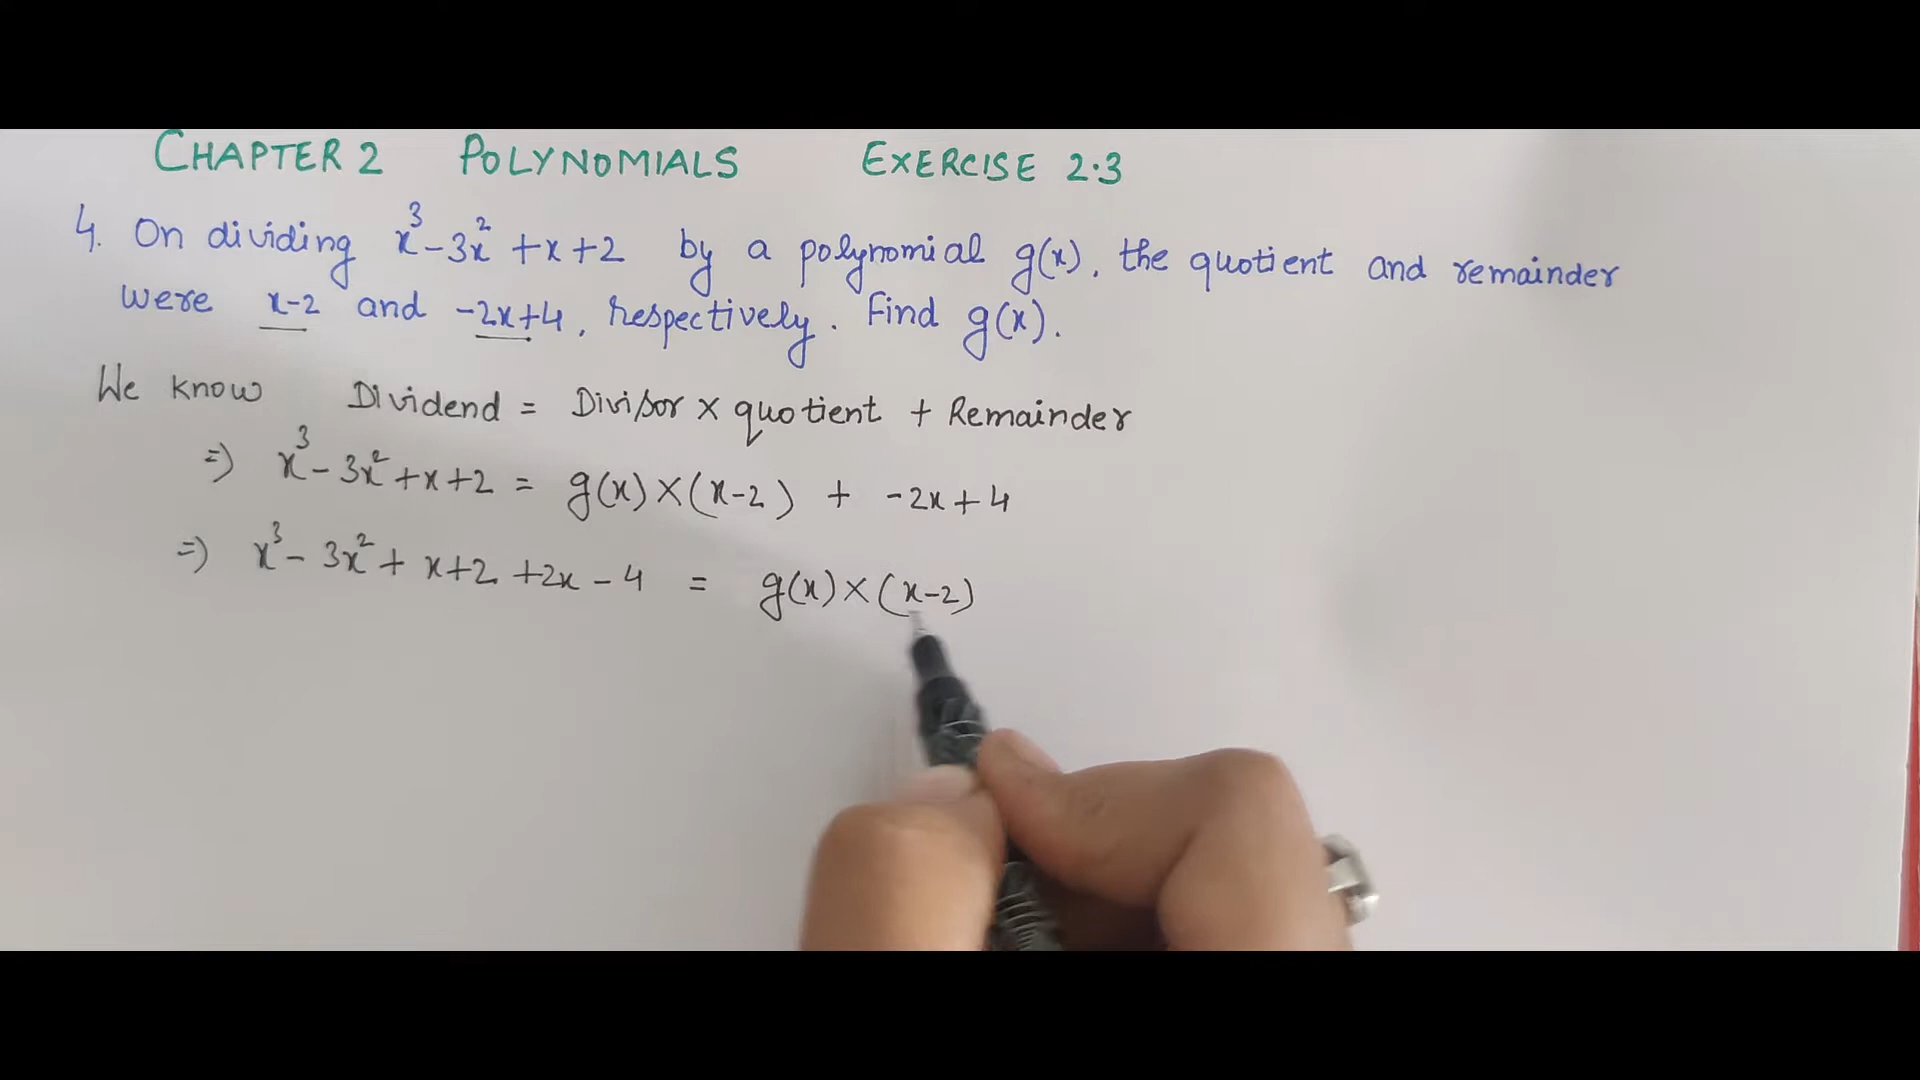 CHAPTER 2 POLYNOMIALS EXERCISE 2.3
4. On dividing x³ - 3x² + x + 2 by a polynomial g(x), the quotient and remainder
were x-2 and -2x+4, respectively. Find g(x).
We know Dividend = Divisor × quotient + Remainder
=) x³ - 3x² + x + 2 = g(x) × (x-2) + -2x + 4
=) x³ - 3x² + x + 2 + 2x - 4 = g(x) × (x-2)